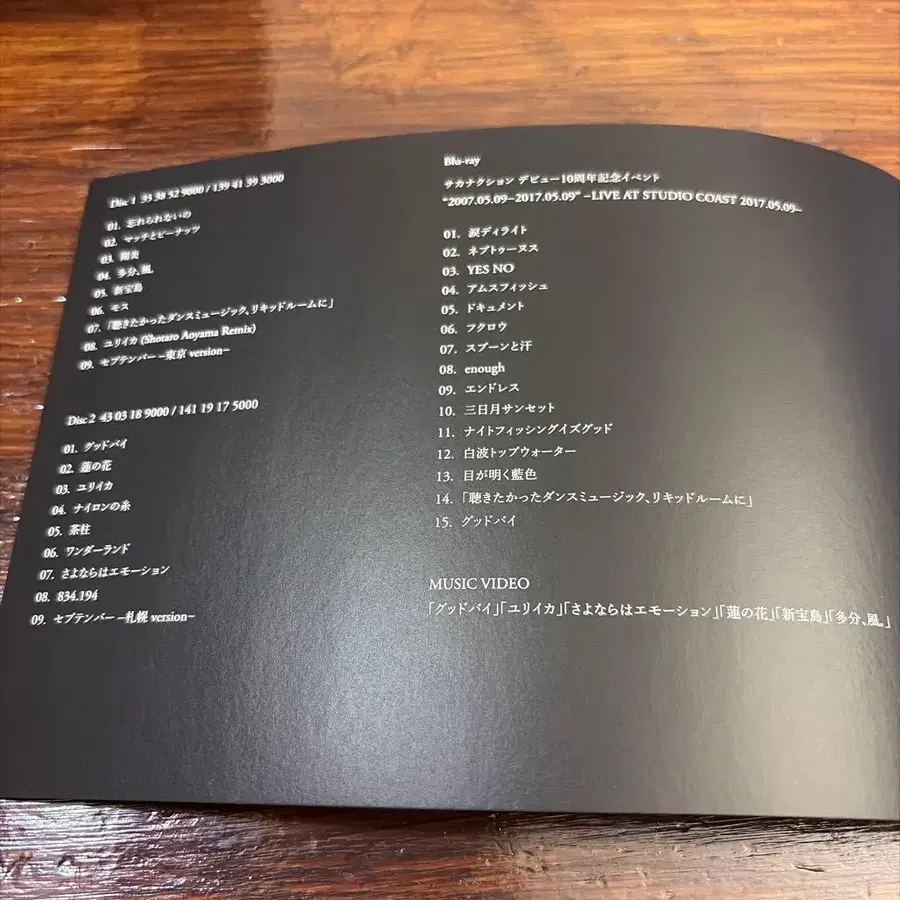 Disc 1 33 38 52 9000 / 139 41 39 3000
01. 忘れられないの
02. マッチとピーナッツ
03. 陽炎
04. 多分、風。
05. 新宝島
06. モス
07. 「聴きたかったダンスミュージック、リキッドルームに」
08. ユリイカ (Shotaro Aoyama Remix)
09. セプテンバー –東京 version–
Disc 2 43 03 18 9000 / 141 19 17 5000
01. グッドバイ
02. 蓮の花
03. ユリイカ
04. ナイロンの糸
05. 茶柱
06. ワンダーランド
07. さよならはエモーション
08. 834.194
09. セプテンバー –札幌 version–
Blu-ray
サカナクション デビュー10周年記念イベント
“2007.05.09–2017.05.09” –LIVE AT STUDIO COAST 2017.05.09–
01. 涙ディライト
02. ネプトゥーヌス
03. YES NO
04. アムスフィッシュ
05. ドキュメント
06. フクロウ
07. スプーンと汗
08. enough
09. エンドレス
10. 三日月サンセット
11. ナイトフィッシングイズグッド
12. 白波トップウォーター
13. 目が明く藍色
14. 「聴きたかったダンスミュージック、リキッドルームに」
15. グッドバイ
MUSIC VIDEO
「グッドバイ」「ユリイカ」「さよならはエモーション」「蓮の花」「新宝島」「多分、風。」